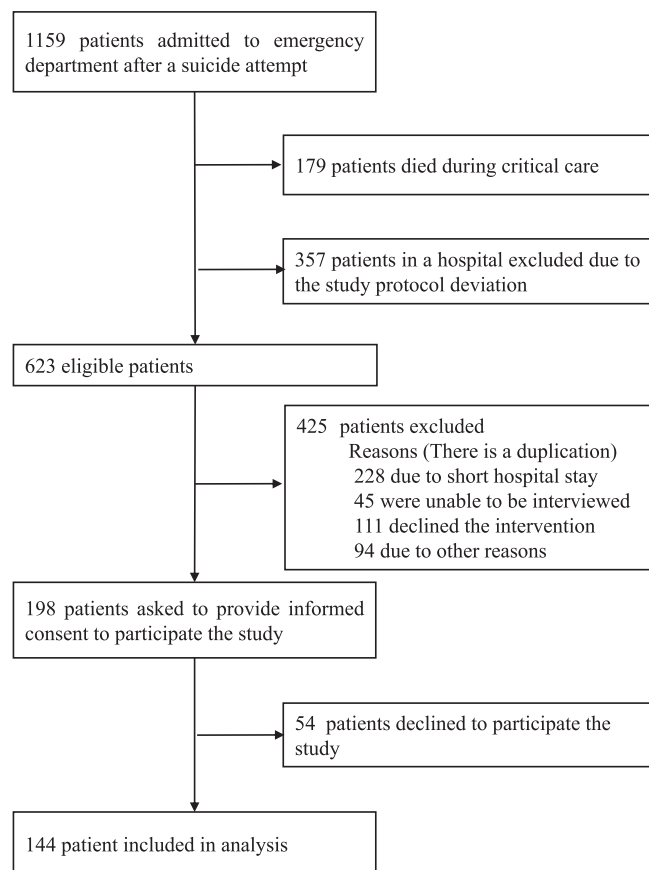 1159 patients admitted to emergency
department after a suicide attempt
179 patients died during critical care
357 patients in a hospital excluded due to
the study protocol deviation
623 eligible patients
425 patients excluded
Reasons (There is a duplication)
228 due to short hospital stay
45 were unable to be interviewed
111 declined the intervention
94 due to other reasons
198 patients asked to provide informed
consent to participate the study
54 patients declined to participate the
study
144 patient included in analysis